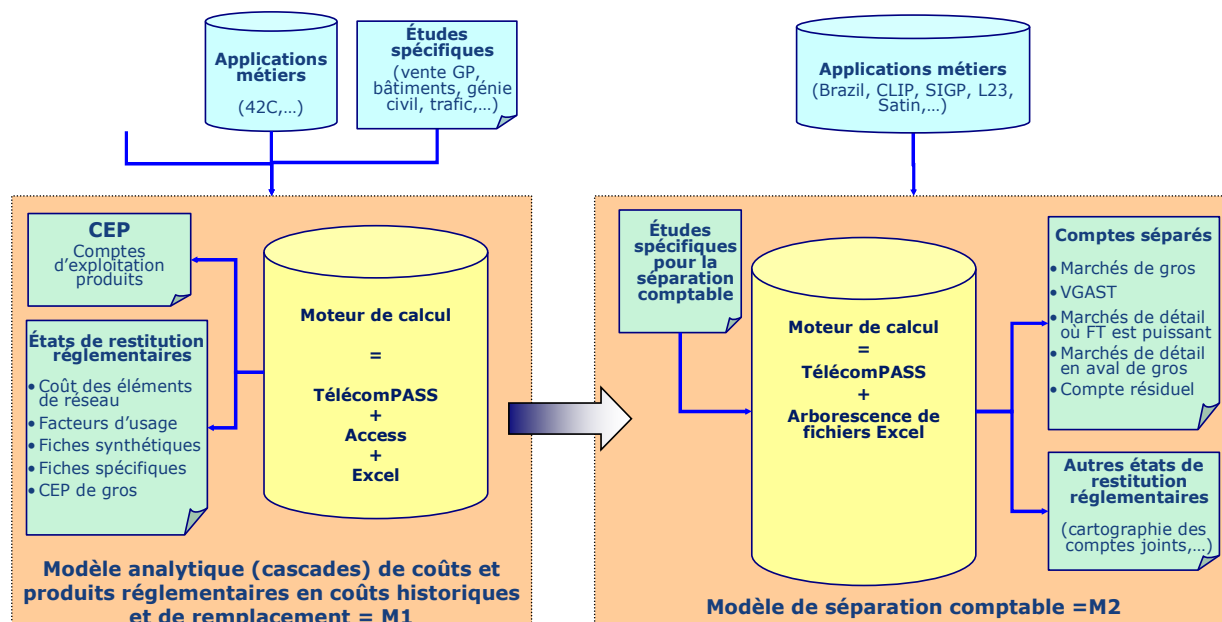 Applications
métiers
(42C,...)
Études
spécifiques
(vente GP,
bâtiments, génie
civil, trafic,...)
Applications métiers
(Brazil, CLIP, SIGP, L23,
Satin,...)
CEP
Comptes
d'exploitation
produits
États de restitution
réglementaires
• Coût des éléments
de réseau
• Facteurs d'usage
• Fiches synthétiques
• Fiches spécifiques
• CEP de gros
Moteur de calcul
=
TélécomPASS
+
Access
+
Excel
Modèle analytique (cascades) de coûts et
produits réglementaires en coûts historiques
et de remplacement = M1
Études
spécifiques
pour la
séparation
comptable
Moteur de calcul
=
TélécomPASS
+
Arborescence de
fichiers Excel
Comptes séparés
• Marchés de gros
• VGAST
• Marchés de détail
où FT est puissant
• Marchés de détail
en aval de gros
• Compte résiduel
Autres états de
restitution
réglementaires
(cartographie des
comptes joints,...)
Modèle de séparation comptable =M2